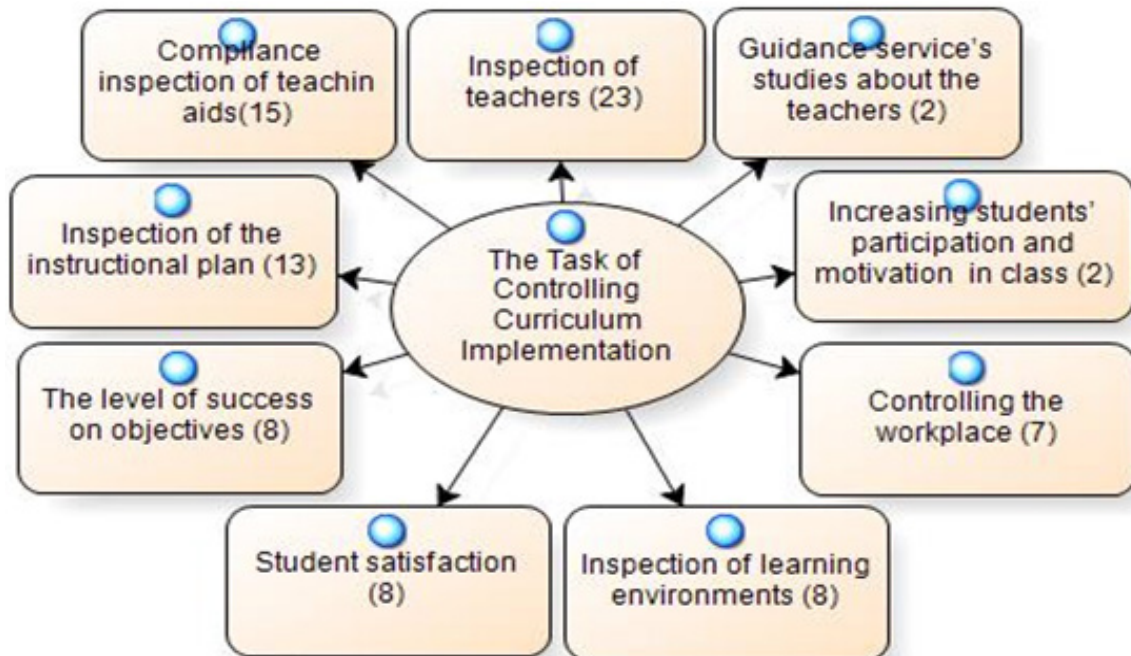 Compliance
inspection of teachin
aids(15)
Inspection of
teachers (23)
Guidance service's
studies about the
teachers (2)
Inspection of the
instructional plan (13)
The Task of
Controlling
Curriculum
Implementation
Increasing students'
participation and
motivation in class (2)
The level of success
on objectives (8)
Controlling the
workplace (7)
Student satisfaction
(8)
Inspection of learning
environments (8)